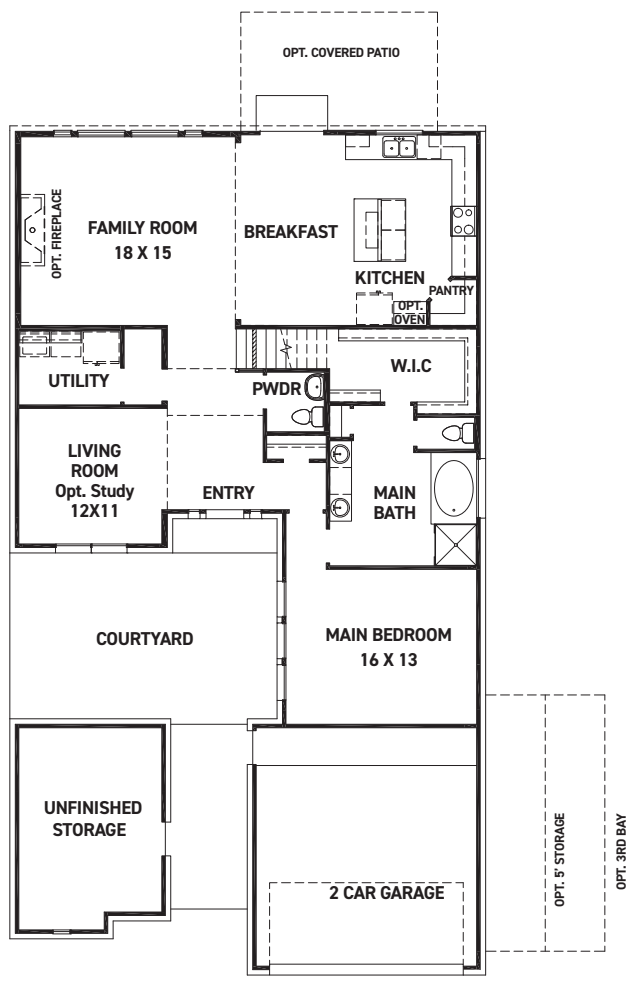 OPT. COVERED PATIO
OPT. FIREPLACE
FAMILY ROOM
18 X 15
BREAKFAST
KITCHEN
PANTRY
OPT.
OVEN
UTILITY
PWDR
W.I.C
LIVING
ROOM
Opt. Study
12X11
ENTRY
MAIN
BATH
COURTYARD
MAIN BEDROOM
16 X 13
UNFINISHED
STORAGE
2 CAR GARAGE
OPT. 5' STORAGE
OPT. 3RD BAY